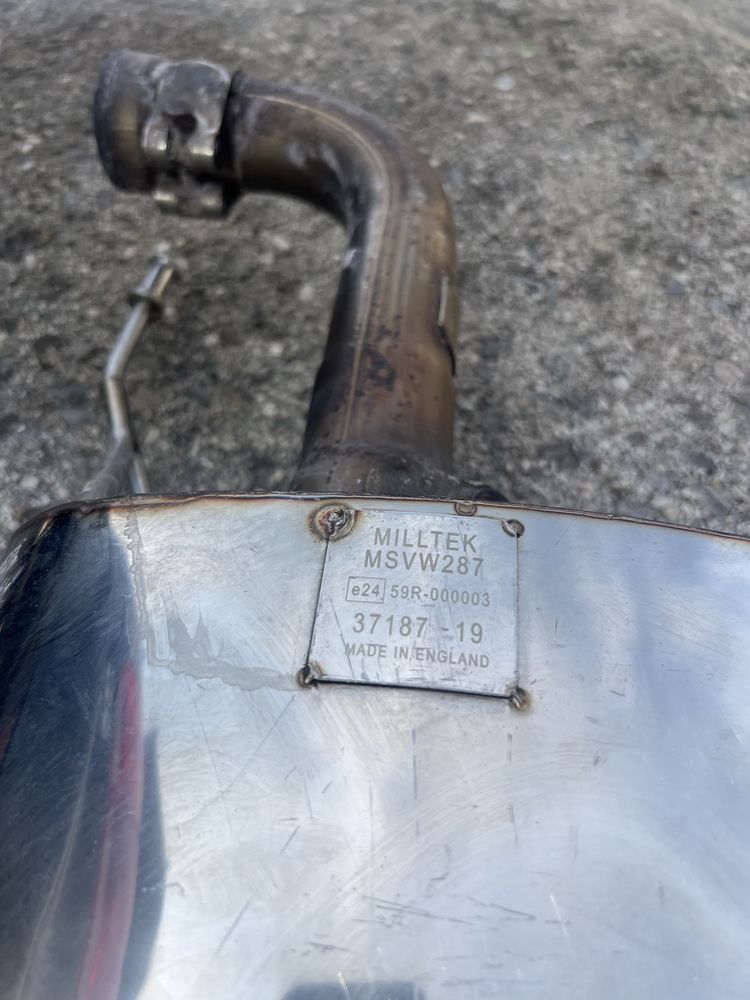 MILLTEK
MSVW287
e24 59R-000003
37187 -19
MADE IN ENGLAND